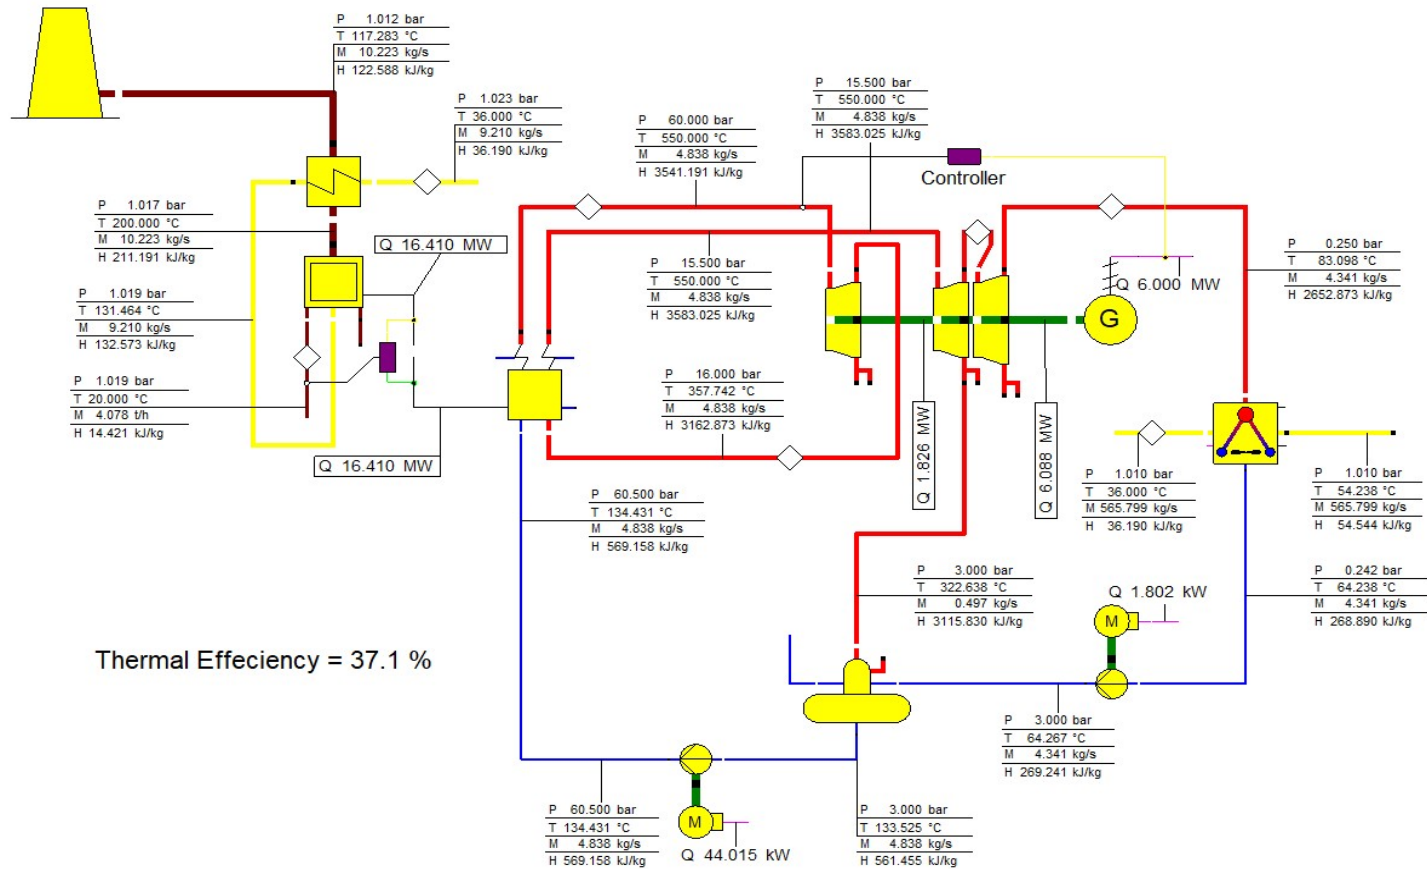 P 1.012 bar
T 117.283 °C
M 10.223 kg/s
H 122.588 kJ/kg
P 1.023 bar
T 36.000 °C
M 9.210 kg/s
H 36.190 kJ/kg
P 60.000 bar
T 550.000 °C
M 4.838 kg/s
H 3541.191 kJ/kg
P 15.500 bar
T 550.000 °C
M 4.838 kg/s
H 3583.025 kJ/kg
Controller
P 1.017 bar
T 200.000 °C
M 10.223 kg/s
H 211.191 kJ/kg
Q 16.410 MW
P 15.500 bar
T 550.000 °C
M 4.838 kg/s
H 3583.025 kJ/kg
Q 6.000 MW
G
P 0.250 bar
T 83.098 °C
M 4.341 kg/s
H 2652.873 kJ/kg
P 1.019 bar
T 131.464 °C
M 9.210 kg/s
H 132.573 kJ/kg
P 1.019 bar
T 20.000 °C
M 4.078 t/h
H 14.421 kJ/kg
P 16.000 bar
T 357.742 °C
M 4.838 kg/s
H 3162.873 kJ/kg
Q 1.826 MW
Q 6.088 MW
Q 16.410 MW
P 60.500 bar
T 134.431 °C
M 4.838 kg/s
H 569.158 kJ/kg
P 1.010 bar
T 36.000 °C
M 565.799 kg/s
H 36.190 kJ/kg
P 1.010 bar
T 54.238 °C
M 565.799 kg/s
H 54.544 kJ/kg
P 3.000 bar
T 322.638 °C
M 0.497 kg/s
H 3115.830 kJ/kg
Q 1.802 kW
M
P 0.242 bar
T 64.238 °C
M 4.341 kg/s
H 268.890 kJ/kg
Thermal Effeciency = 37.1 %
P 3.000 bar
T 64.267 °C
M 4.341 kg/s
H 269.241 kJ/kg
P 60.500 bar
T 134.431 °C
M 4.838 kg/s
H 569.158 kJ/kg
M
Q 44.015 kW
P 3.000 bar
T 133.525 °C
M 4.838 kg/s
H 561.455 kJ/kg